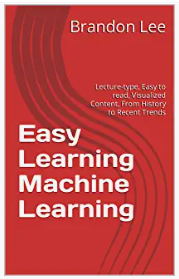 Brandon Lee
Lecture-type, Easy to
read, Visualized
Content, From History
to Recent Trends
Easy
Learning
Machine
Learning